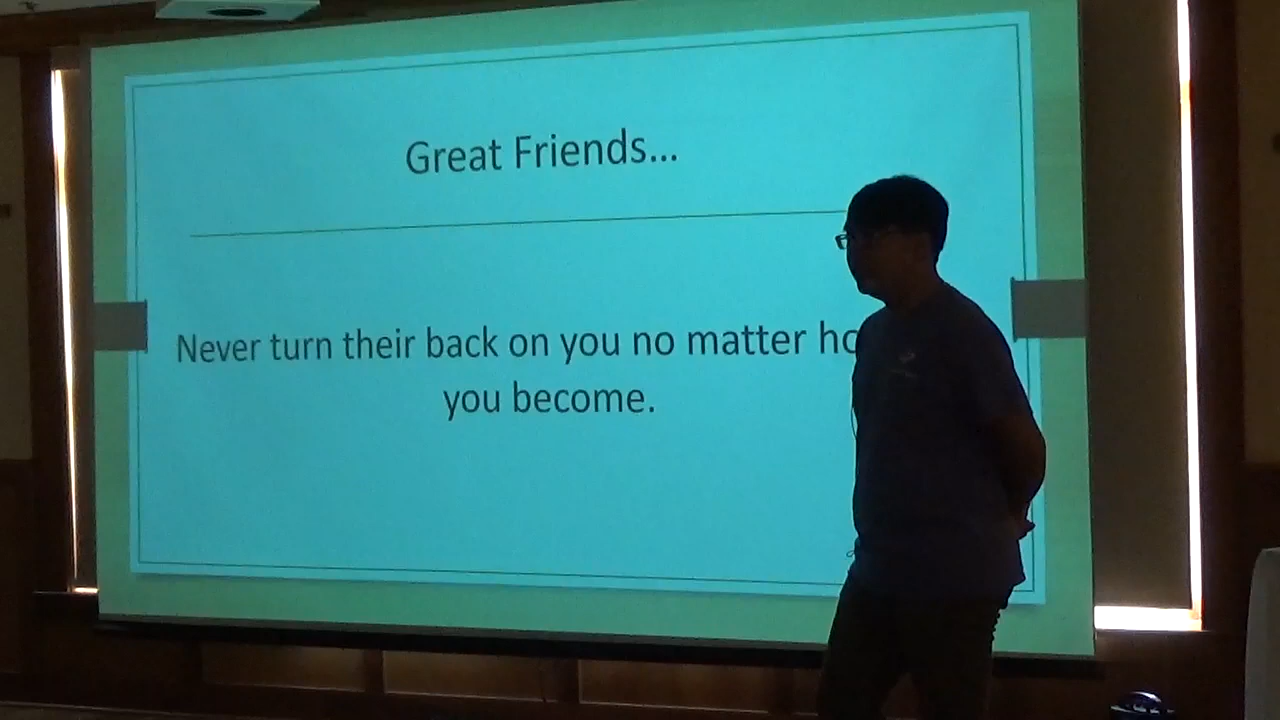 Great Friends...
Never turn their back on you no matter
you become.